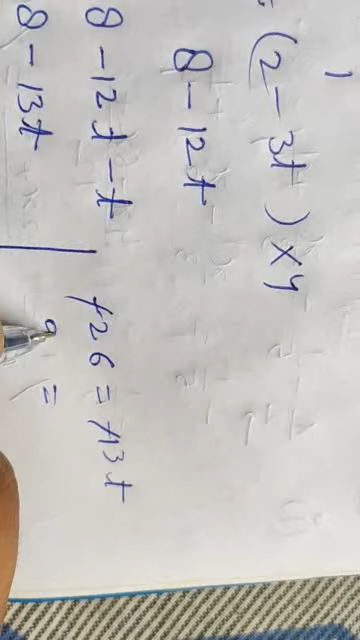 1
= (2 - 3t) × 4
8 - 12t
8 - 12t - t
8 - 13t
+26 = +13t
=